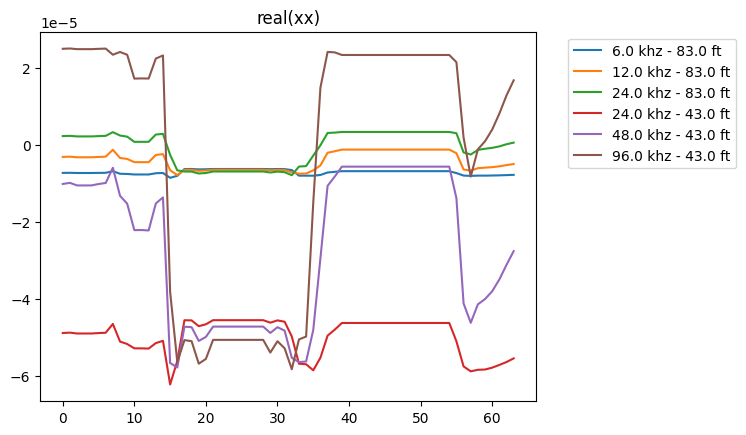 real(xx)
1e−5
6.0 khz - 83.0 ft
12.0 khz - 83.0 ft
24.0 khz - 83.0 ft
24.0 khz - 43.0 ft
48.0 khz - 43.0 ft
96.0 khz - 43.0 ft
2
0
−2
−4
−6
0 10 20 30 40 50 60